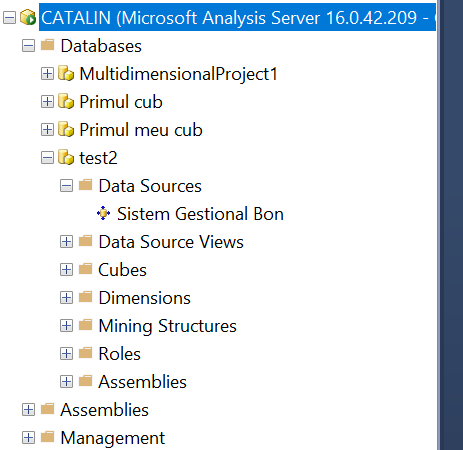 CATALIN (Microsoft Analysis Server 16.0.42.209 -
Databases
MultidimensionalProject1
Primul cub
Primul meu cub
test2
Data Sources
Sistem Gestional Bon
Data Source Views
Cubes
Dimensions
Mining Structures
Roles
Assemblies
Assemblies
Management